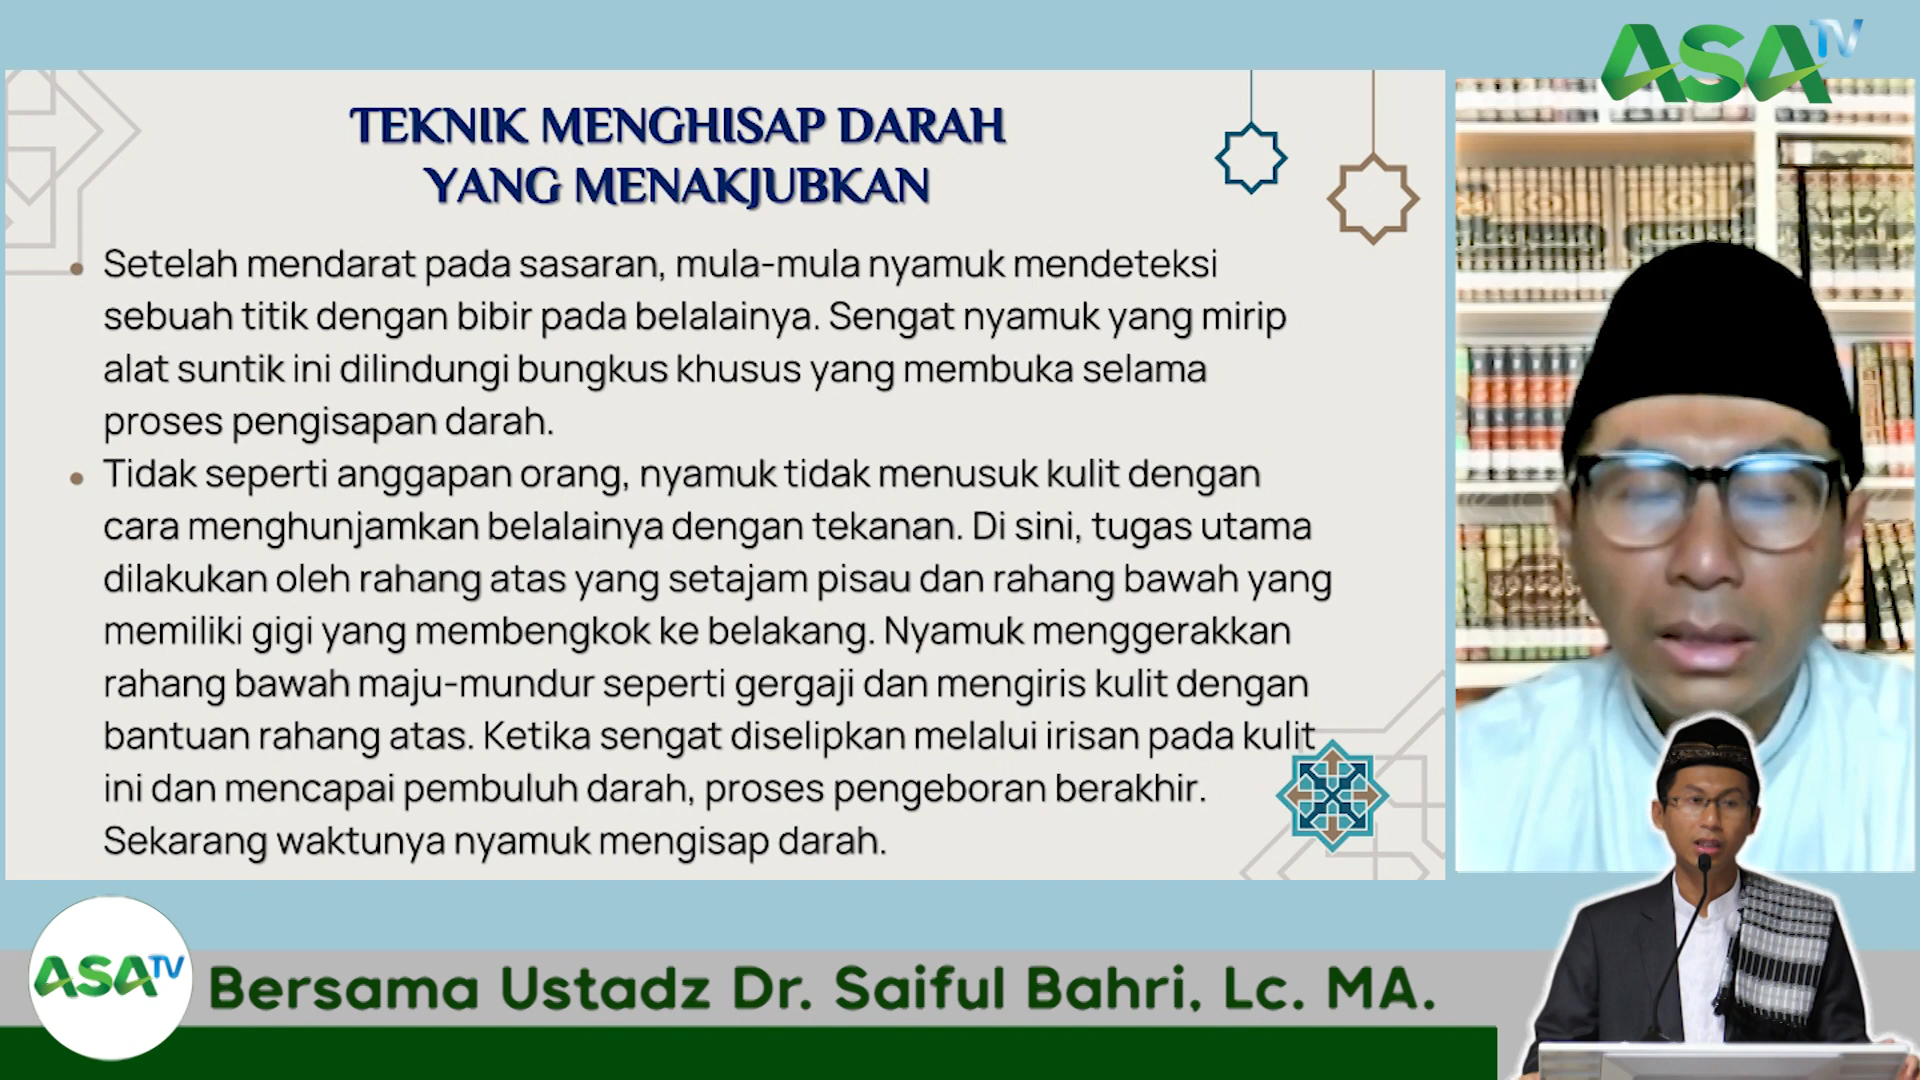 ASA TV
TEKNIK MENGHISAP DARAH
YANG MENAKJUBKAN
• Setelah mendarat pada sasaran, mula-mula nyamuk mendeteksi
sebuah titik dengan bibir pada belalainya. Sengat nyamuk yang mirip
alat suntik ini dilindungi bungkus khusus yang membuka selama
proses pengisapan darah.
• Tidak seperti anggapan orang, nyamuk tidak menusuk kulit dengan
cara menghunjamkan belalainya dengan tekanan. Di sini, tugas utama
dilakukan oleh rahang atas yang setajam pisau dan rahang bawah yang
memiliki gigi yang membengkok ke belakang. Nyamuk menggerakkan
rahang bawah maju-mundur seperti gergaji dan mengiris kulit dengan
bantuan rahang atas. Ketika sengat diselipkan melalui irisan pada kulit
ini dan mencapai pembuluh darah, proses pengeboran berakhir.
Sekarang waktunya nyamuk mengisap darah.
ASA TV
Bersama Ustadz Dr. Saiful Bahri, Lc. MA.